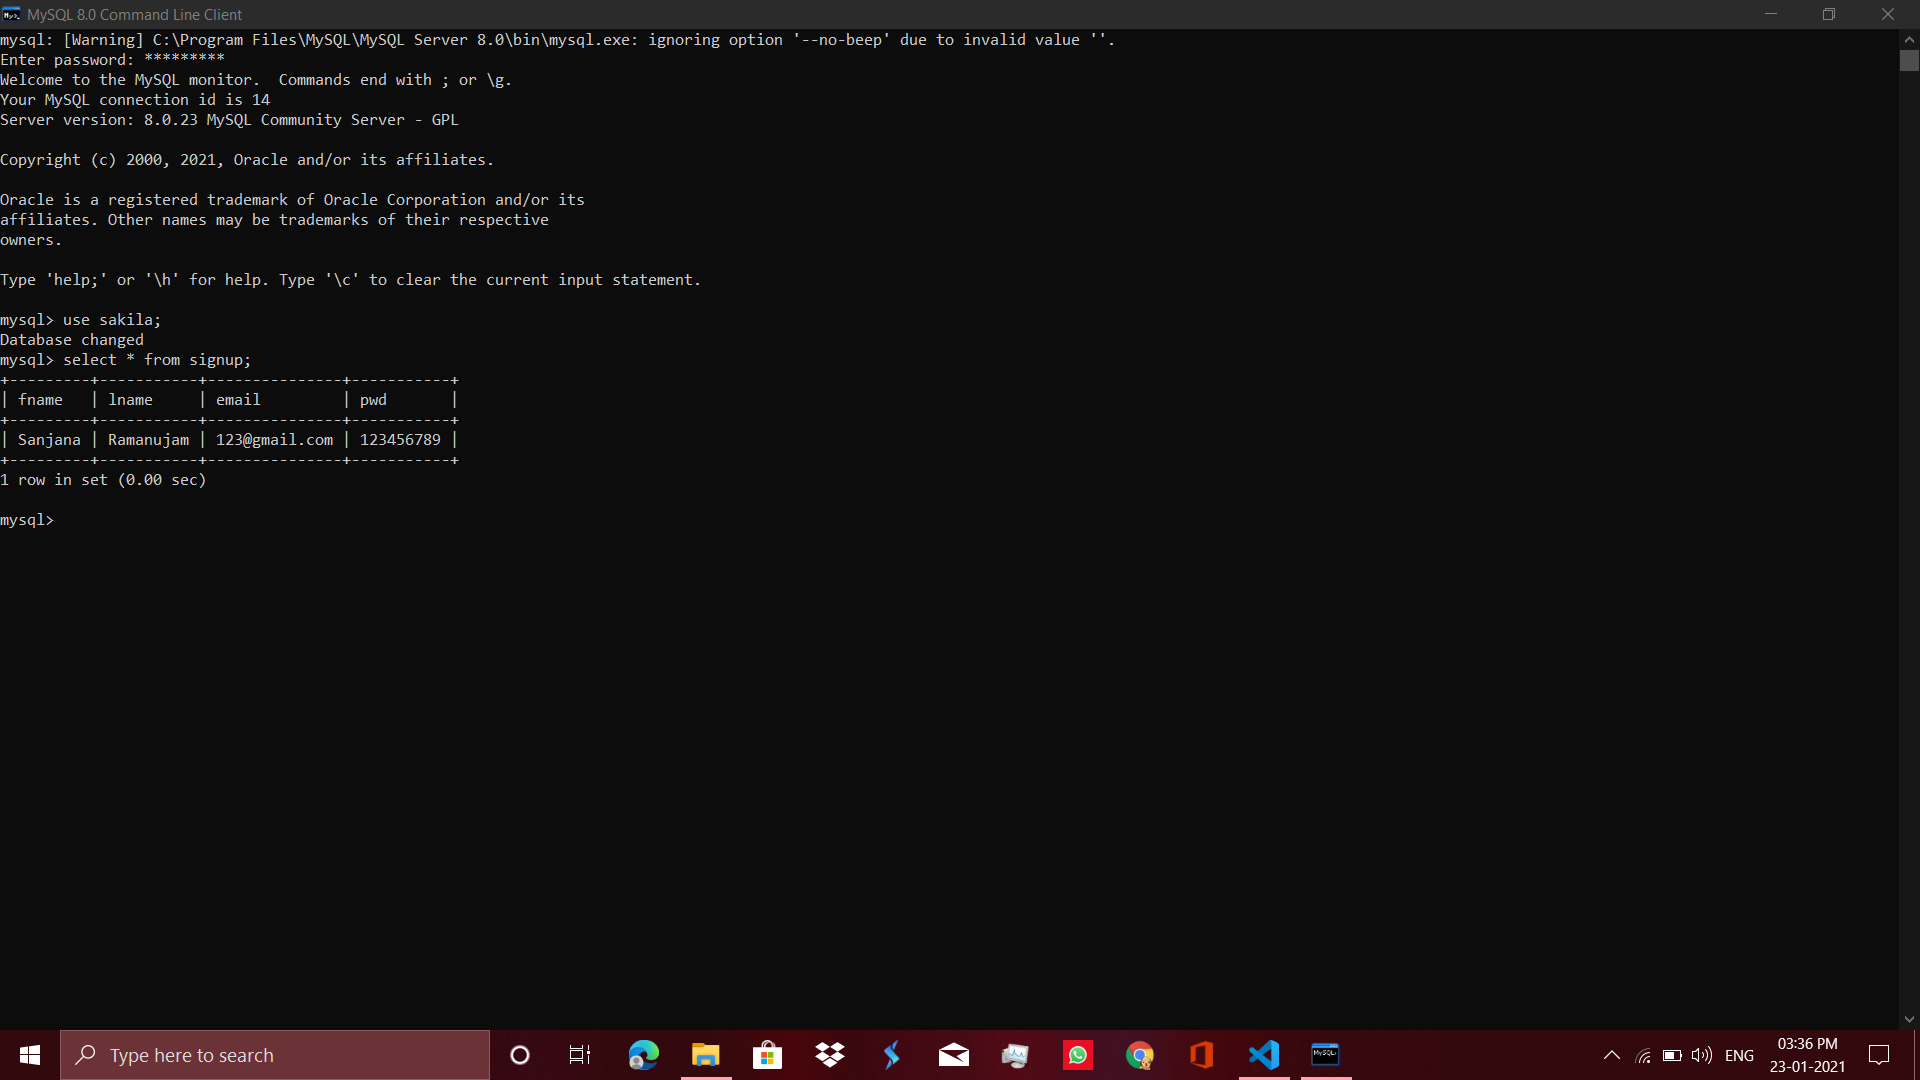 MySQL 8.0 Command Line Client
mysql: [Warning] C:\Program Files\MySQL\MySQL Server 8.0\bin\mysql.exe: ignoring option '--no-beep' due to invalid value ''.
Enter password: *********
Welcome to the MySQL monitor.  Commands end with ; or \g.
Your MySQL connection id is 14
Server version: 8.0.23 MySQL Community Server - GPL
Copyright (c) 2000, 2021, Oracle and/or its affiliates.
Oracle is a registered trademark of Oracle Corporation and/or its
affiliates. Other names may be trademarks of their respective
owners.
Type 'help;' or '\h' for help. Type '\c' to clear the current input statement.
mysql> use sakila;
Database changed
mysql> select * from signup;
+---------+-----------+---------------+-----------+
| fname   | lname     | email         | pwd       |
+---------+-----------+---------------+-----------+
| Sanjana | Ramanujam | 123@gmail.com | 123456789 |
+---------+-----------+---------------+-----------+
1 row in set (0.00 sec)
mysql>
Type here to search
ENG
03:36 PM
23-01-2021